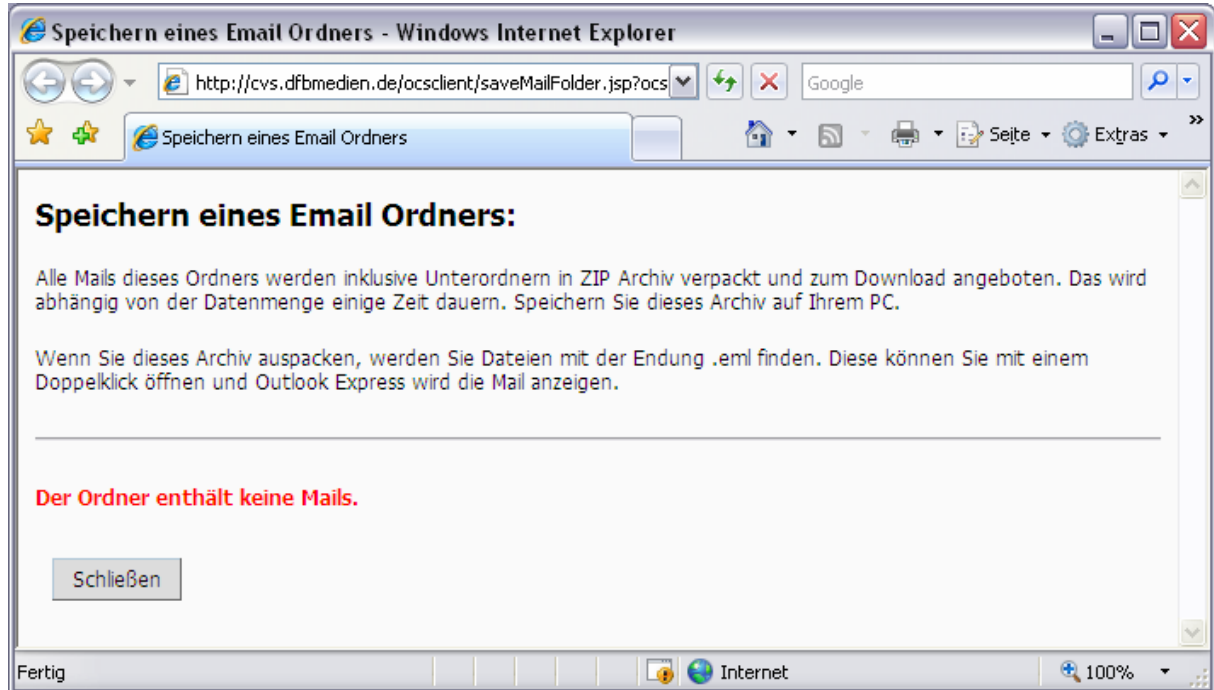 Speichern eines Email Ordners - Windows Internet Explorer
http://cvs.dfbmedien.de/ocsclient/saveMailFolder.jsp?ocs
Google
Speichern eines Email Ordners
Seite
Extras
»
Speichern eines Email Ordners:
Alle Mails dieses Ordners werden inklusive Unterordnern in ZIP Archiv verpackt und zum Download angeboten. Das wird
abhängig von der Datenmenge einige Zeit dauern. Speichern Sie dieses Archiv auf Ihrem PC.
Wenn Sie dieses Archiv auspacken, werden Sie Dateien mit der Endung .eml finden. Diese können Sie mit einem
Doppelklick öffnen und Outlook Express wird die Mail anzeigen.
Der Ordner enthält keine Mails.
Schließen
Fertig
Internet
100%